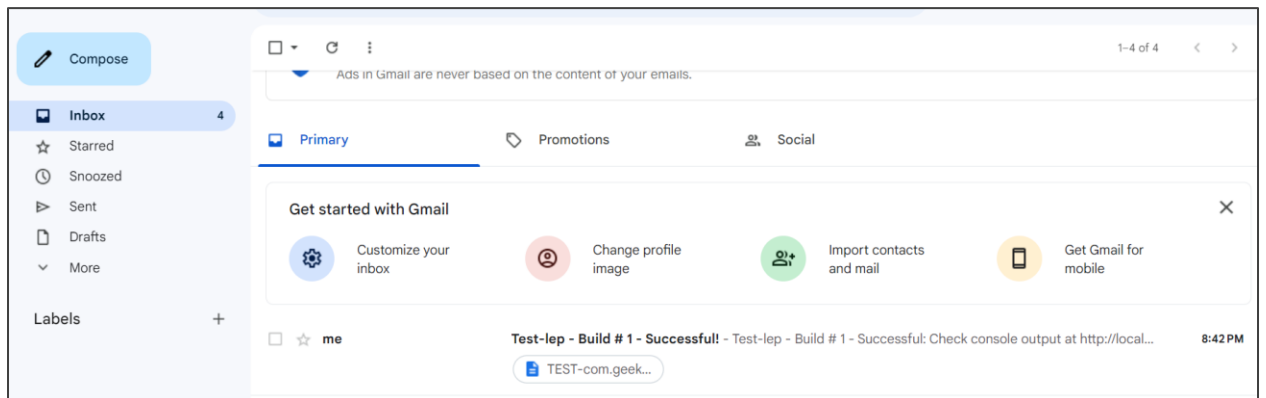 Compose
Inbox 4
Starred
Snoozed
Sent
Drafts
More
Labels
1–4 of 4
Ads in Gmail are never based on the content of your emails.
Primary Promotions Social
Get started with Gmail
Customize your
inbox
Change profile
image
Import contacts
and mail
Get Gmail for
mobile
me Test-lep - Build # 1 - Successful! - Test-lep - Build # 1 - Successful: Check console output at http://local... 8:42 PM
TEST-com.geek...